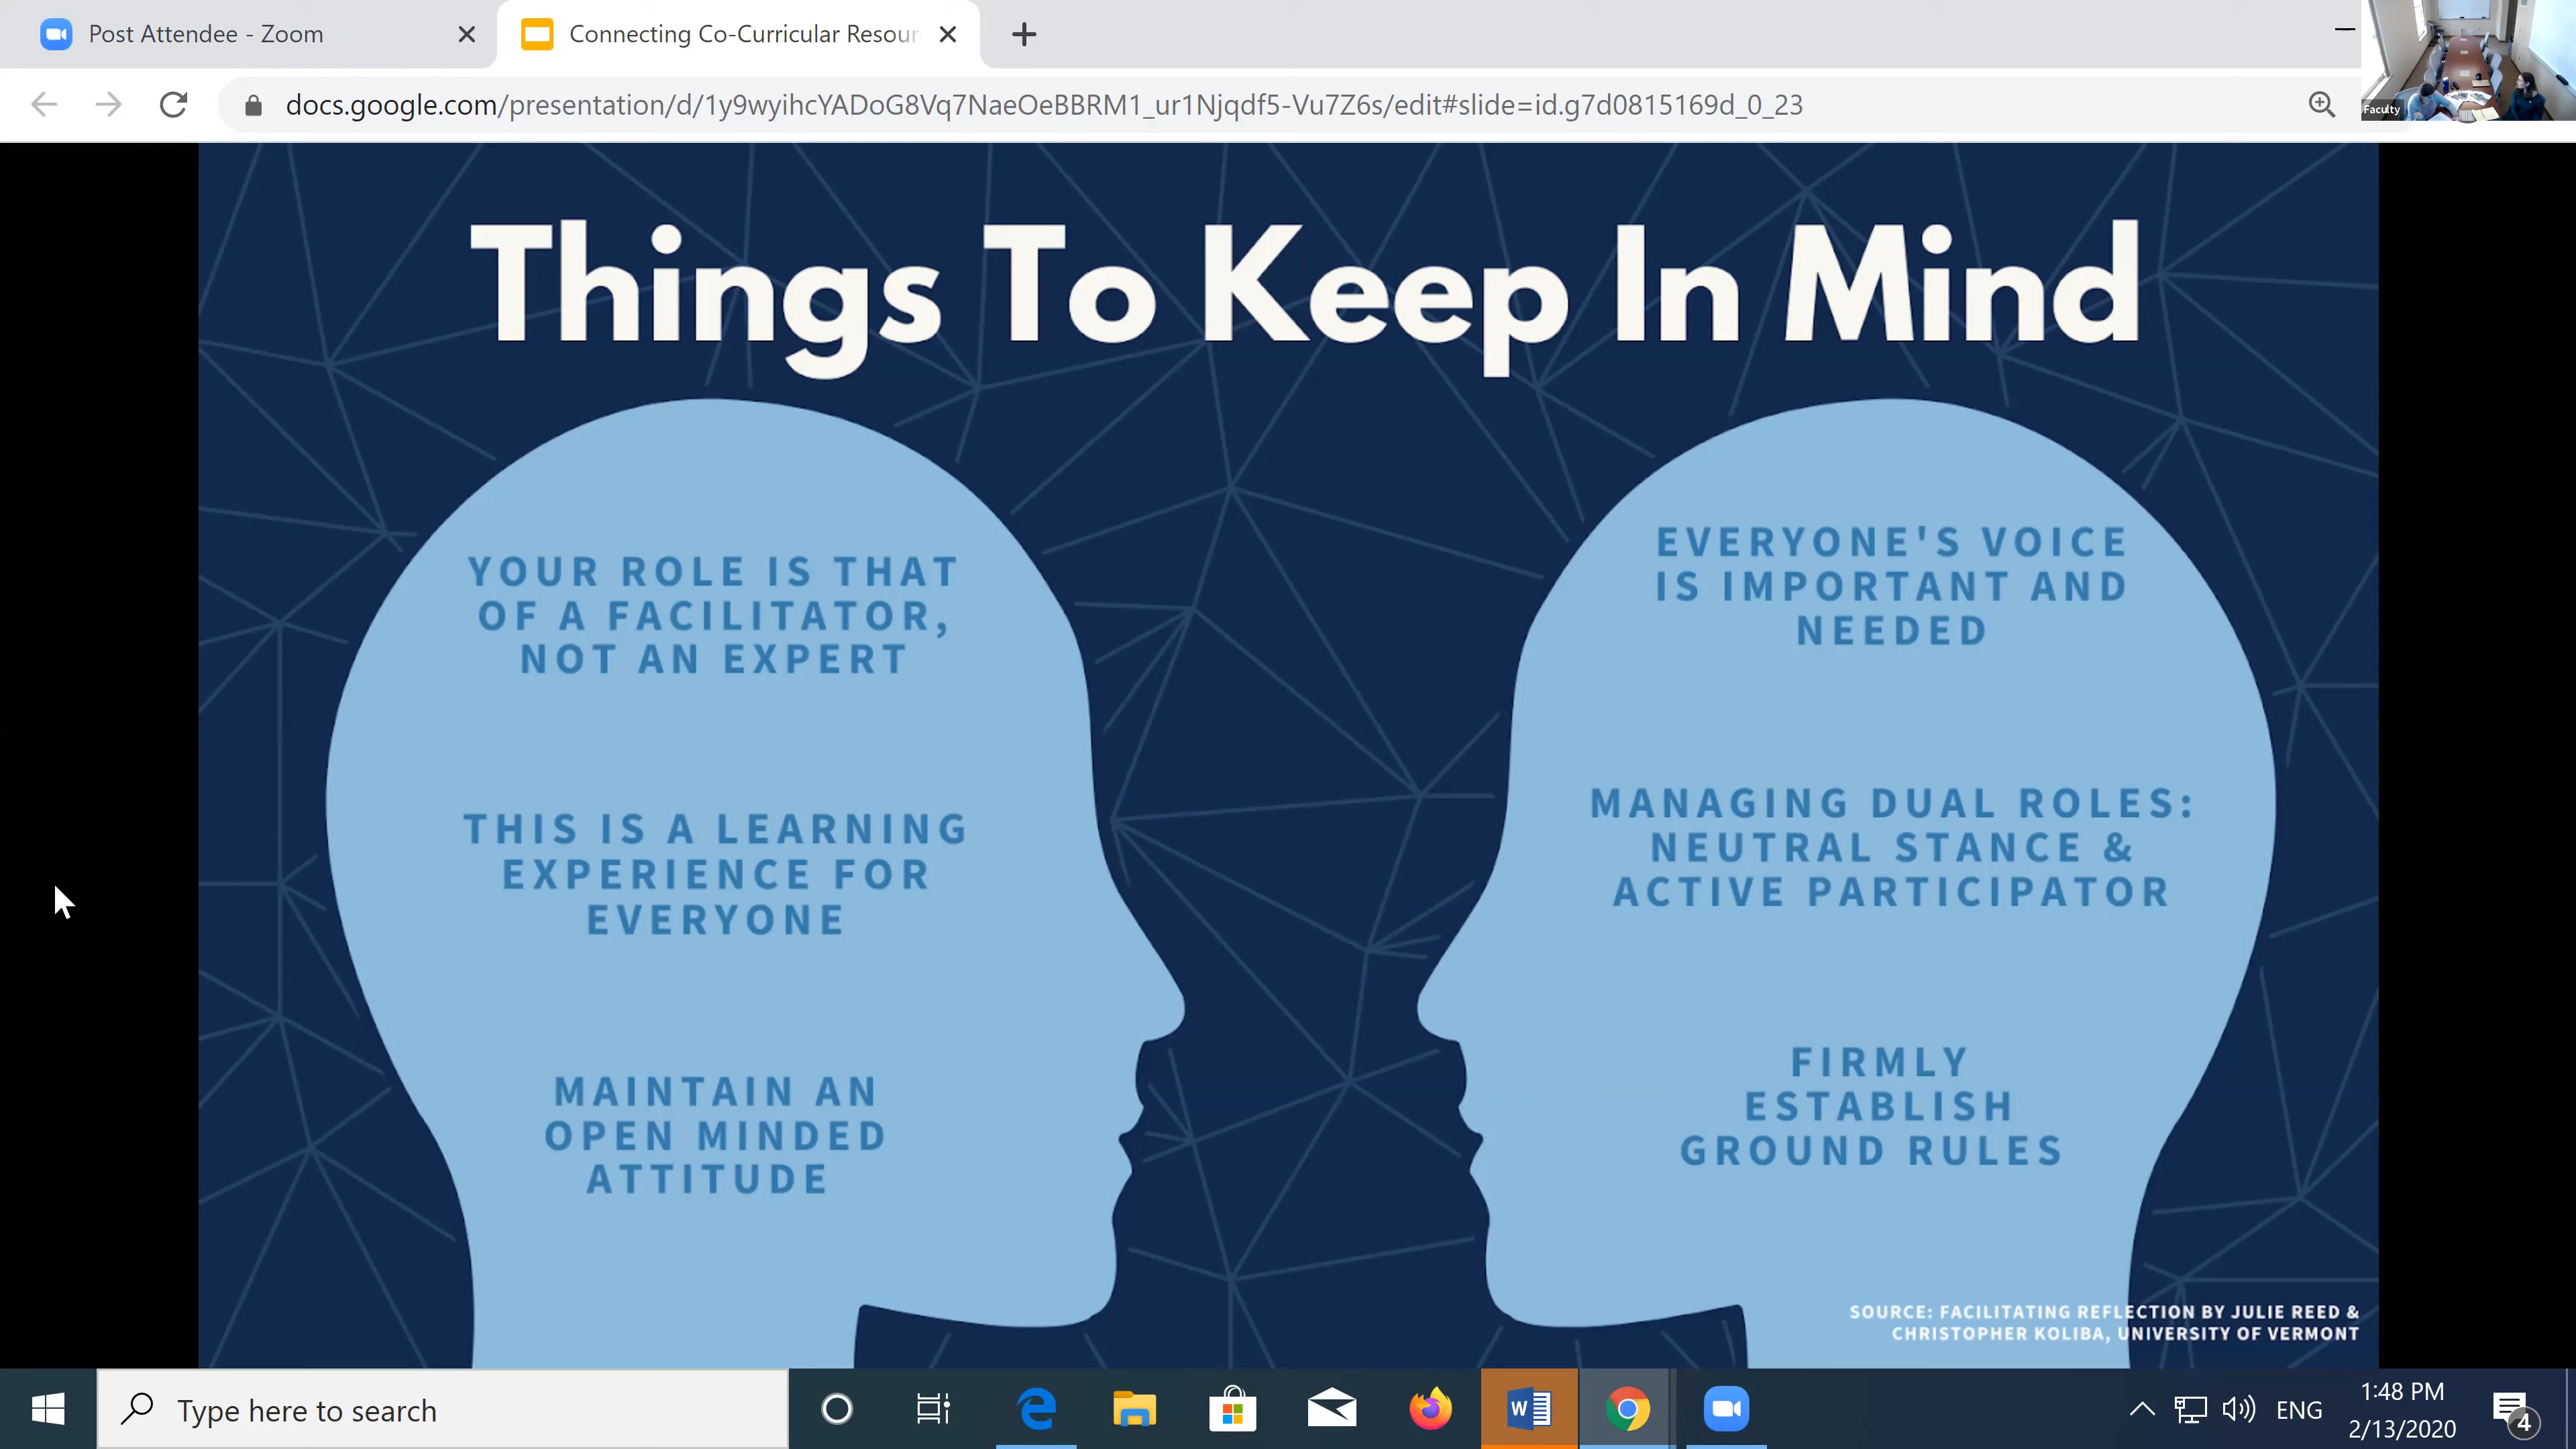 Post Attendee - Zoom
Connecting Co-Curricular Resour
docs.google.com/presentation/d/1y9wyihcYADoG8Vq7NaeOeBBRM1_ur1Njqdf5-Vu7Z6s/edit#slide=id.g7d0815169d_0_23
Faculty
Things To Keep In Mind
YOUR ROLE IS THAT
OF A FACILITATOR,
NOT AN EXPERT
THIS IS A LEARNING
EXPERIENCE FOR
EVERYONE
MAINTAIN AN
OPEN MINDED
ATTITUDE
EVERYONE'S VOICE
IS IMPORTANT AND
NEEDED
MANAGING DUAL ROLES:
NEUTRAL STANCE &
ACTIVE PARTICIPATOR
FIRMLY
ESTABLISH
GROUND RULES
SOURCE: FACILITATING REFLECTION BY JULIE REED &
CHRISTOPHER KOLIBA, UNIVERSITY OF VERMONT
Type here to search
W
ENG
1:48 PM
2/13/2020
4